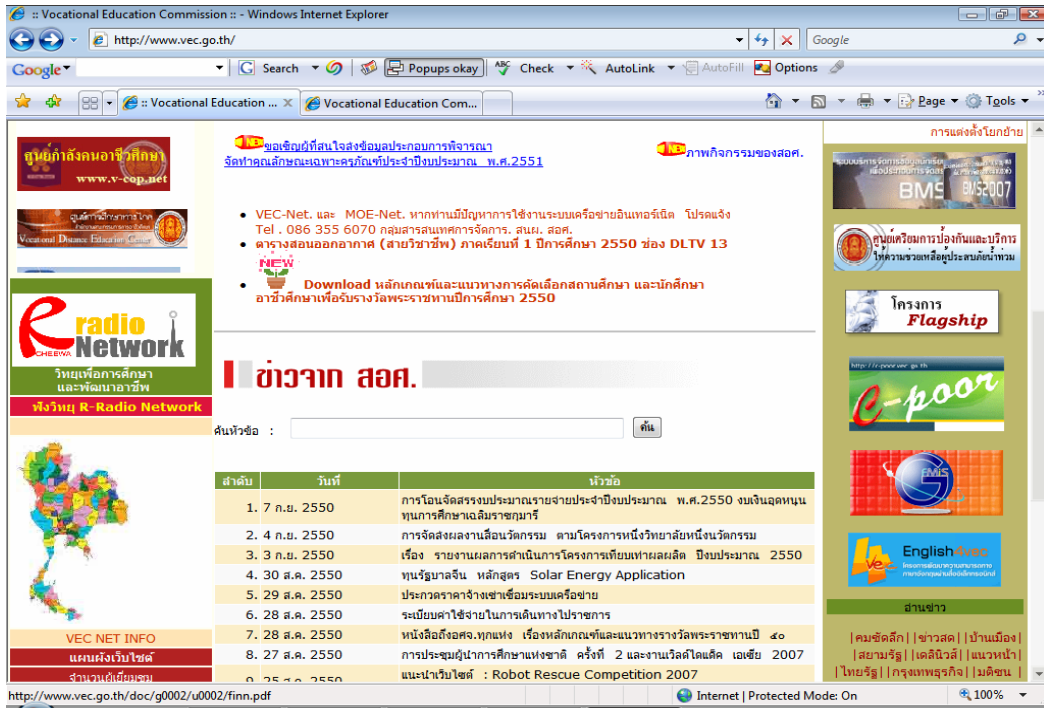 :: Vocational Education Commission :: - Windows Internet Explorer
http://www.vec.go.th/
Google
Google
Search
Popups okay
Check
AutoLink
AutoFill
Options
:: Vocational Education ...
Vocational Education Com...
Page
Tools
ศูนย์กำลังคนอาชีวศึกษา
www.v-cop.net
Vocational Distance Education Center
radio
Network
CHEEWA
วิทยุเพื่อการศึกษา
และพัฒนาอาชีพ
ฟังวิทยุ R-Radio Network
VEC NET INFO
แผนผังเว็บไซต์
จำนวนผู้เยี่ยมชม
ขอเชิญผู้ที่สนใจส่งข้อมูลประกอบการพิจารณา
จัดทำคุณลักษณะเฉพาะครุภัณฑ์ประจำปีงบประมาณ พ.ศ.2551
ภาพกิจกรรมของสอศ.
VEC-Net. และ MOE-Net. หากท่านมีปัญหาการใช้งานระบบเครือข่ายอินเทอร์เน็ต โปรดแจ้ง
Tel . 086 355 6070 กลุ่มสารสนเทศการจัดการ. สนผ. สอศ.
ตารางสอนออกอากาศ (สายวิชาชีพ) ภาคเรียนที่ 1 ปีการศึกษา 2550 ช่อง DLTV 13
NEW
Download หลักเกณฑ์และแนวทางการคัดเลือกสถานศึกษา และนักศึกษา
อาชีวศึกษาเพื่อรับรางวัลพระราชทานปีการศึกษา 2550
ข่าวจาก สอศ.
ค้นหัวข้อ :
ค้น
ลำดับ วันที่ หัวข้อ
1. 7 ก.ย. 2550 การโอนจัดสรรงบประมาณรายจ่ายประจำปีงบประมาณ พ.ศ.2550 งบเงินอุดหนุน
ทุนการศึกษาเฉลิมราชกุมารี
2. 4 ก.ย. 2550 การจัดส่งผลงานสื่อนวัตกรรม ตามโครงการหนึ่งวิทยาลัยหนึ่งนวัตกรรม
3. 3 ก.ย. 2550 เรื่อง รายงานผลการดำเนินการโครงการเทียบเท่าผลผลิต ปีงบประมาณ 2550
4. 30 ส.ค. 2550 ทุนรัฐบาลจีน หลักสูตร Solar Energy Application
5. 29 ส.ค. 2550 ประกวดราคาจ้างเช่าเชื่อมระบบเครือข่าย
6. 28 ส.ค. 2550 ระเบียบค่าใช้จ่ายในการเดินทางไปราชการ
7. 28 ส.ค. 2550 หนังสือถึงอศจ.ทุกแห่ง เรื่องหลักเกณฑ์และแนวทางรางวัลพระราชทานปี ๕๐
8. 27 ส.ค. 2550 การประชุมผู้นำการศึกษาแห่งชาติ ครั้งที่ 2 และงานเวิลด์ไดแด็ค เอเชีย 2007
9. 25 ส.ค. 2550 แนะนำเว็บไซต์ : Robot Rescue Competition 2007
การแต่งตั้งโยกย้าย
BMS BMS2007
ศูนย์เตรียมการป้องกันและบริการ
ให้ความช่วยเหลือผู้ประสบภัยน้ำท่วม
โครงการ
Flagship
e-poor
EMiS
Vec English4vec
อ่านข่าว
|คมชัดลึก| |ข่าวสด| |บ้านเมือง|
|สยามรัฐ| |เดลินิวส์| |แนวหน้า|
|ไทยรัฐ| |กรุงเทพธุรกิจ| |มติชน |
http://www.vec.go.th/doc/g0002/u0002/finn.pdf
Internet | Protected Mode: On
100%